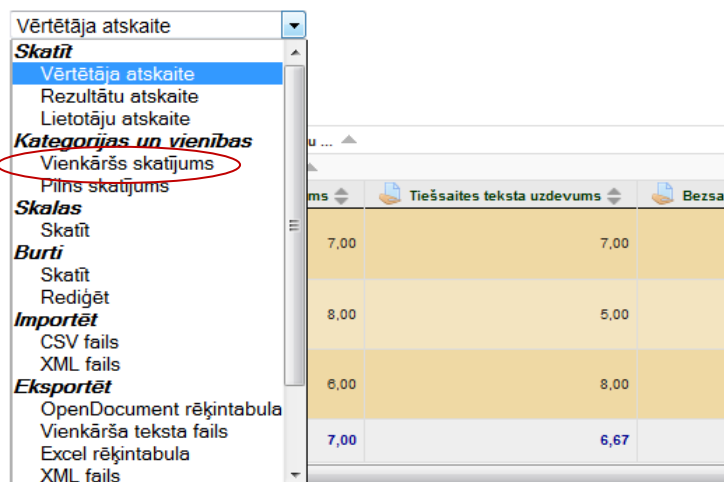 Vērtētāja atskaite
Skatīt
Vērtētāja atskaite
Rezultātu atskaite
Lietotāju atskaite
Kategorijas un vienības
Vienkāršs skatījums
Pilns skatījums
Skalas
Skatīt
Burti
Skatīt
Rediģēt
Importēt
CSV fails
XML fails
Eksportēt
OpenDocument rēķintabula
Vienkārša teksta fails
Excel rēķintabula
XML fails
u ...
ms Tiešsaites teksta uzdevums Bezsa
7,00 7,00
8,00 5,00
6,00 8,00
7,00 6,67